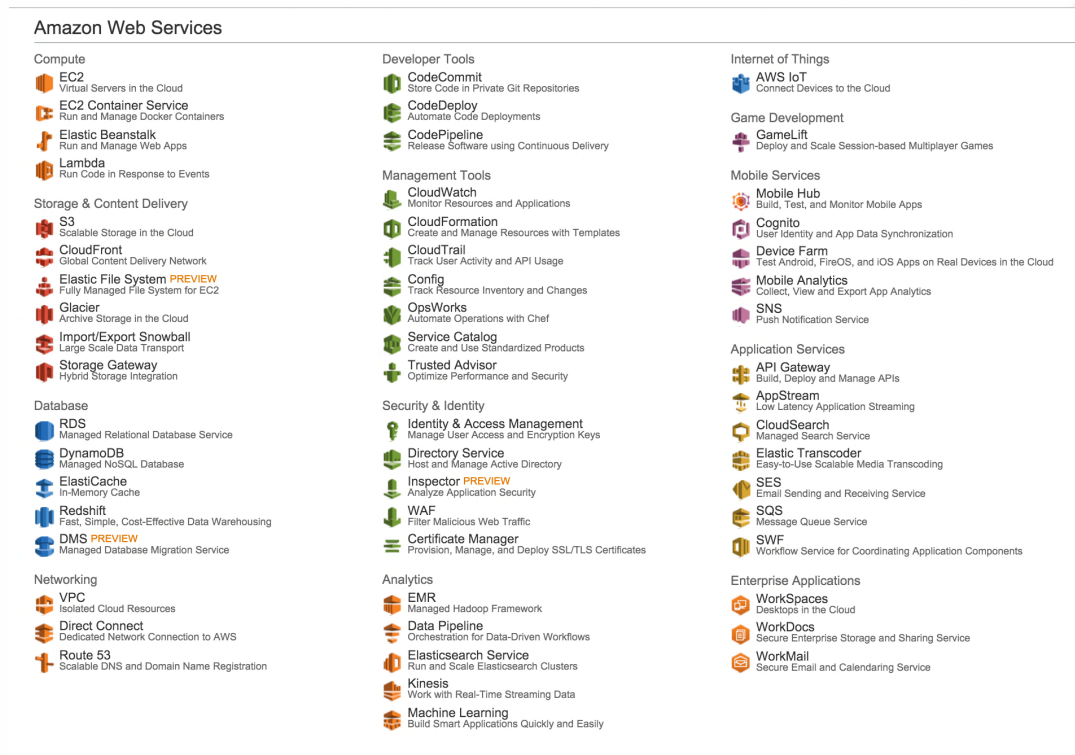 Amazon Web Services
Compute
EC2
Virtual Servers in the Cloud
EC2 Container Service
Run and Manage Docker Containers
Elastic Beanstalk
Run and Manage Web Apps
Lambda
Run Code in Response to Events
Storage & Content Delivery
S3
Scalable Storage in the Cloud
CloudFront
Global Content Delivery Network
Elastic File System PREVIEW
Fully Managed File System for EC2
Glacier
Archive Storage in the Cloud
Import/Export Snowball
Large Scale Data Transport
Storage Gateway
Hybrid Storage Integration
Database
RDS
Managed Relational Database Service
DynamoDB
Managed NoSQL Database
ElastiCache
In-Memory Cache
Redshift
Fast, Simple, Cost-Effective Data Warehousing
DMS PREVIEW
Managed Database Migration Service
Networking
VPC
Isolated Cloud Resources
Direct Connect
Dedicated Network Connection to AWS
Route 53
Scalable DNS and Domain Name Registration
Developer Tools
CodeCommit
Store Code in Private Git Repositories
CodeDeploy
Automate Code Deployments
CodePipeline
Release Software using Continuous Delivery
Management Tools
CloudWatch
Monitor Resources and Applications
CloudFormation
Create and Manage Resources with Templates
CloudTrail
Track User Activity and API Usage
Config
Track Resource Inventory and Changes
OpsWorks
Automate Operations with Chef
Service Catalog
Create and Use Standardized Products
Trusted Advisor
Optimize Performance and Security
Security & Identity
Identity & Access Management
Manage User Access and Encryption Keys
Directory Service
Host and Manage Active Directory
Inspector PREVIEW
Analyze Application Security
WAF
Filter Malicious Web Traffic
Certificate Manager
Provision, Manage, and Deploy SSL/TLS Certificates
Analytics
EMR
Managed Hadoop Framework
Data Pipeline
Orchestration for Data-Driven Workflows
Elasticsearch Service
Run and Scale Elasticsearch Clusters
Kinesis
Work with Real-Time Streaming Data
Machine Learning
Build Smart Applications Quickly and Easily
Internet of Things
AWS IoT
Connect Devices to the Cloud
Game Development
GameLift
Deploy and Scale Session-based Multiplayer Games
Mobile Services
Mobile Hub
Build, Test, and Monitor Mobile Apps
Cognito
User Identity and App Data Synchronization
Device Farm
Test Android, FireOS, and iOS Apps on Real Devices in the Cloud
Mobile Analytics
Collect, View and Export App Analytics
SNS
Push Notification Service
Application Services
API Gateway
Build, Deploy and Manage APIs
AppStream
Low Latency Application Streaming
CloudSearch
Managed Search Service
Elastic Transcoder
Easy-to-Use Scalable Media Transcoding
SES
Email Sending and Receiving Service
SQS
Message Queue Service
SWF
Workflow Service for Coordinating Application Components
Enterprise Applications
WorkSpaces
Desktops in the Cloud
WorkDocs
Secure Enterprise Storage and Sharing Service
WorkMail
Secure Email and Calendaring Service